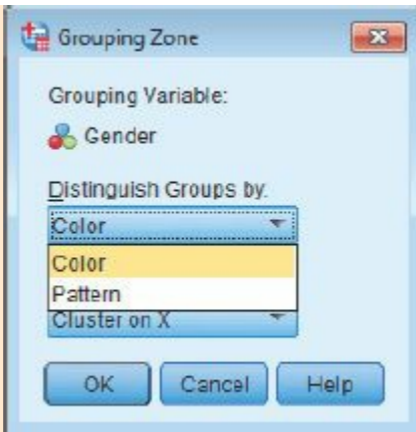 Grouping Zone
Grouping Variable:
Gender
Distinguish Groups by:
Color
Color
Pattern
Cluster on X
OK Cancel Help